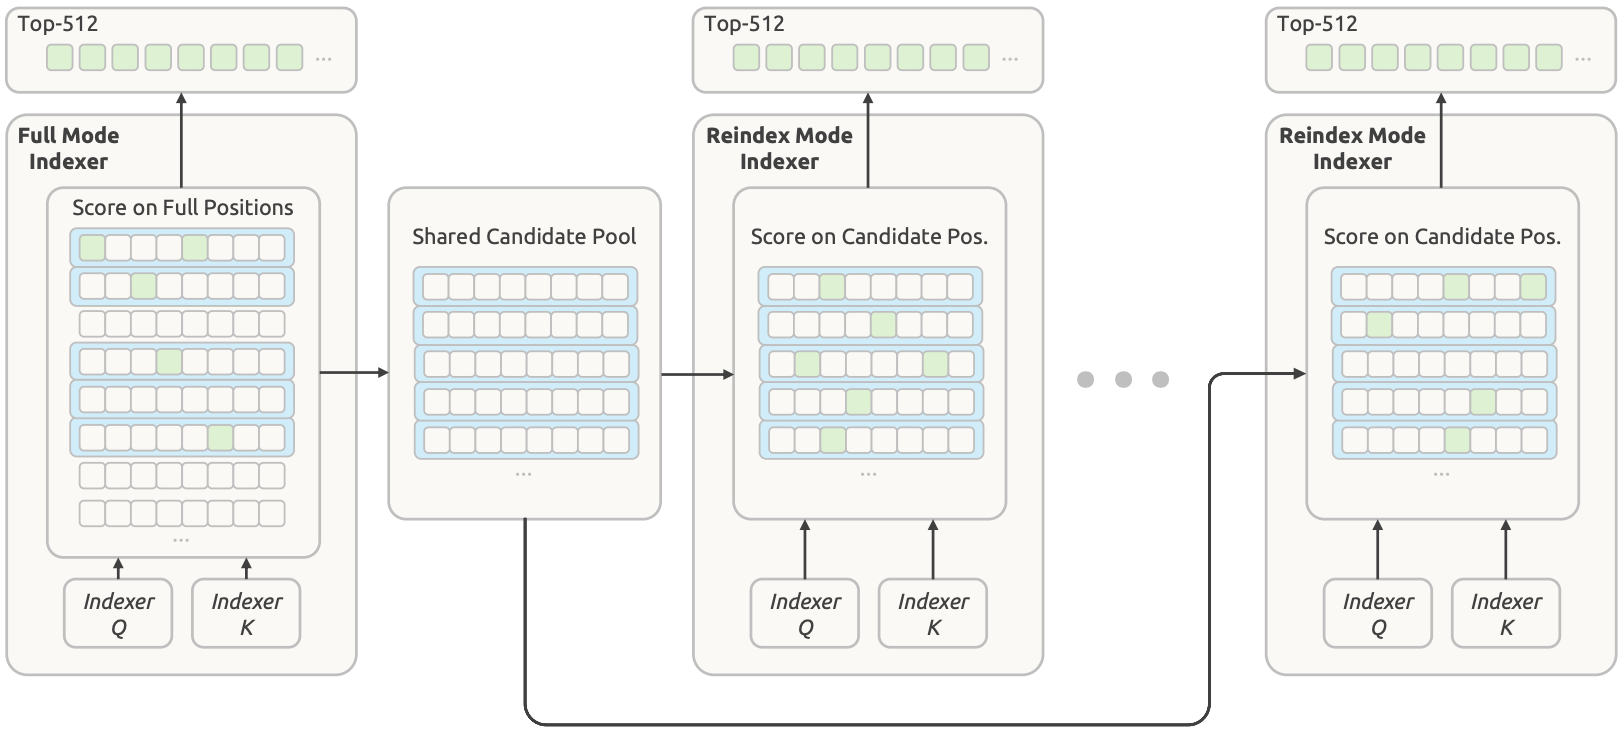 Top-512
...
Full Mode
Indexer
Score on Full Positions
...
Indexer
Q
Indexer
K
Shared Candidate Pool
...
Top-512
...
Reindex Mode
Indexer
Score on Candidate Pos.
...
Indexer
Q
Indexer
K
Top-512
...
Reindex Mode
Indexer
Score on Candidate Pos.
...
Indexer
Q
Indexer
K